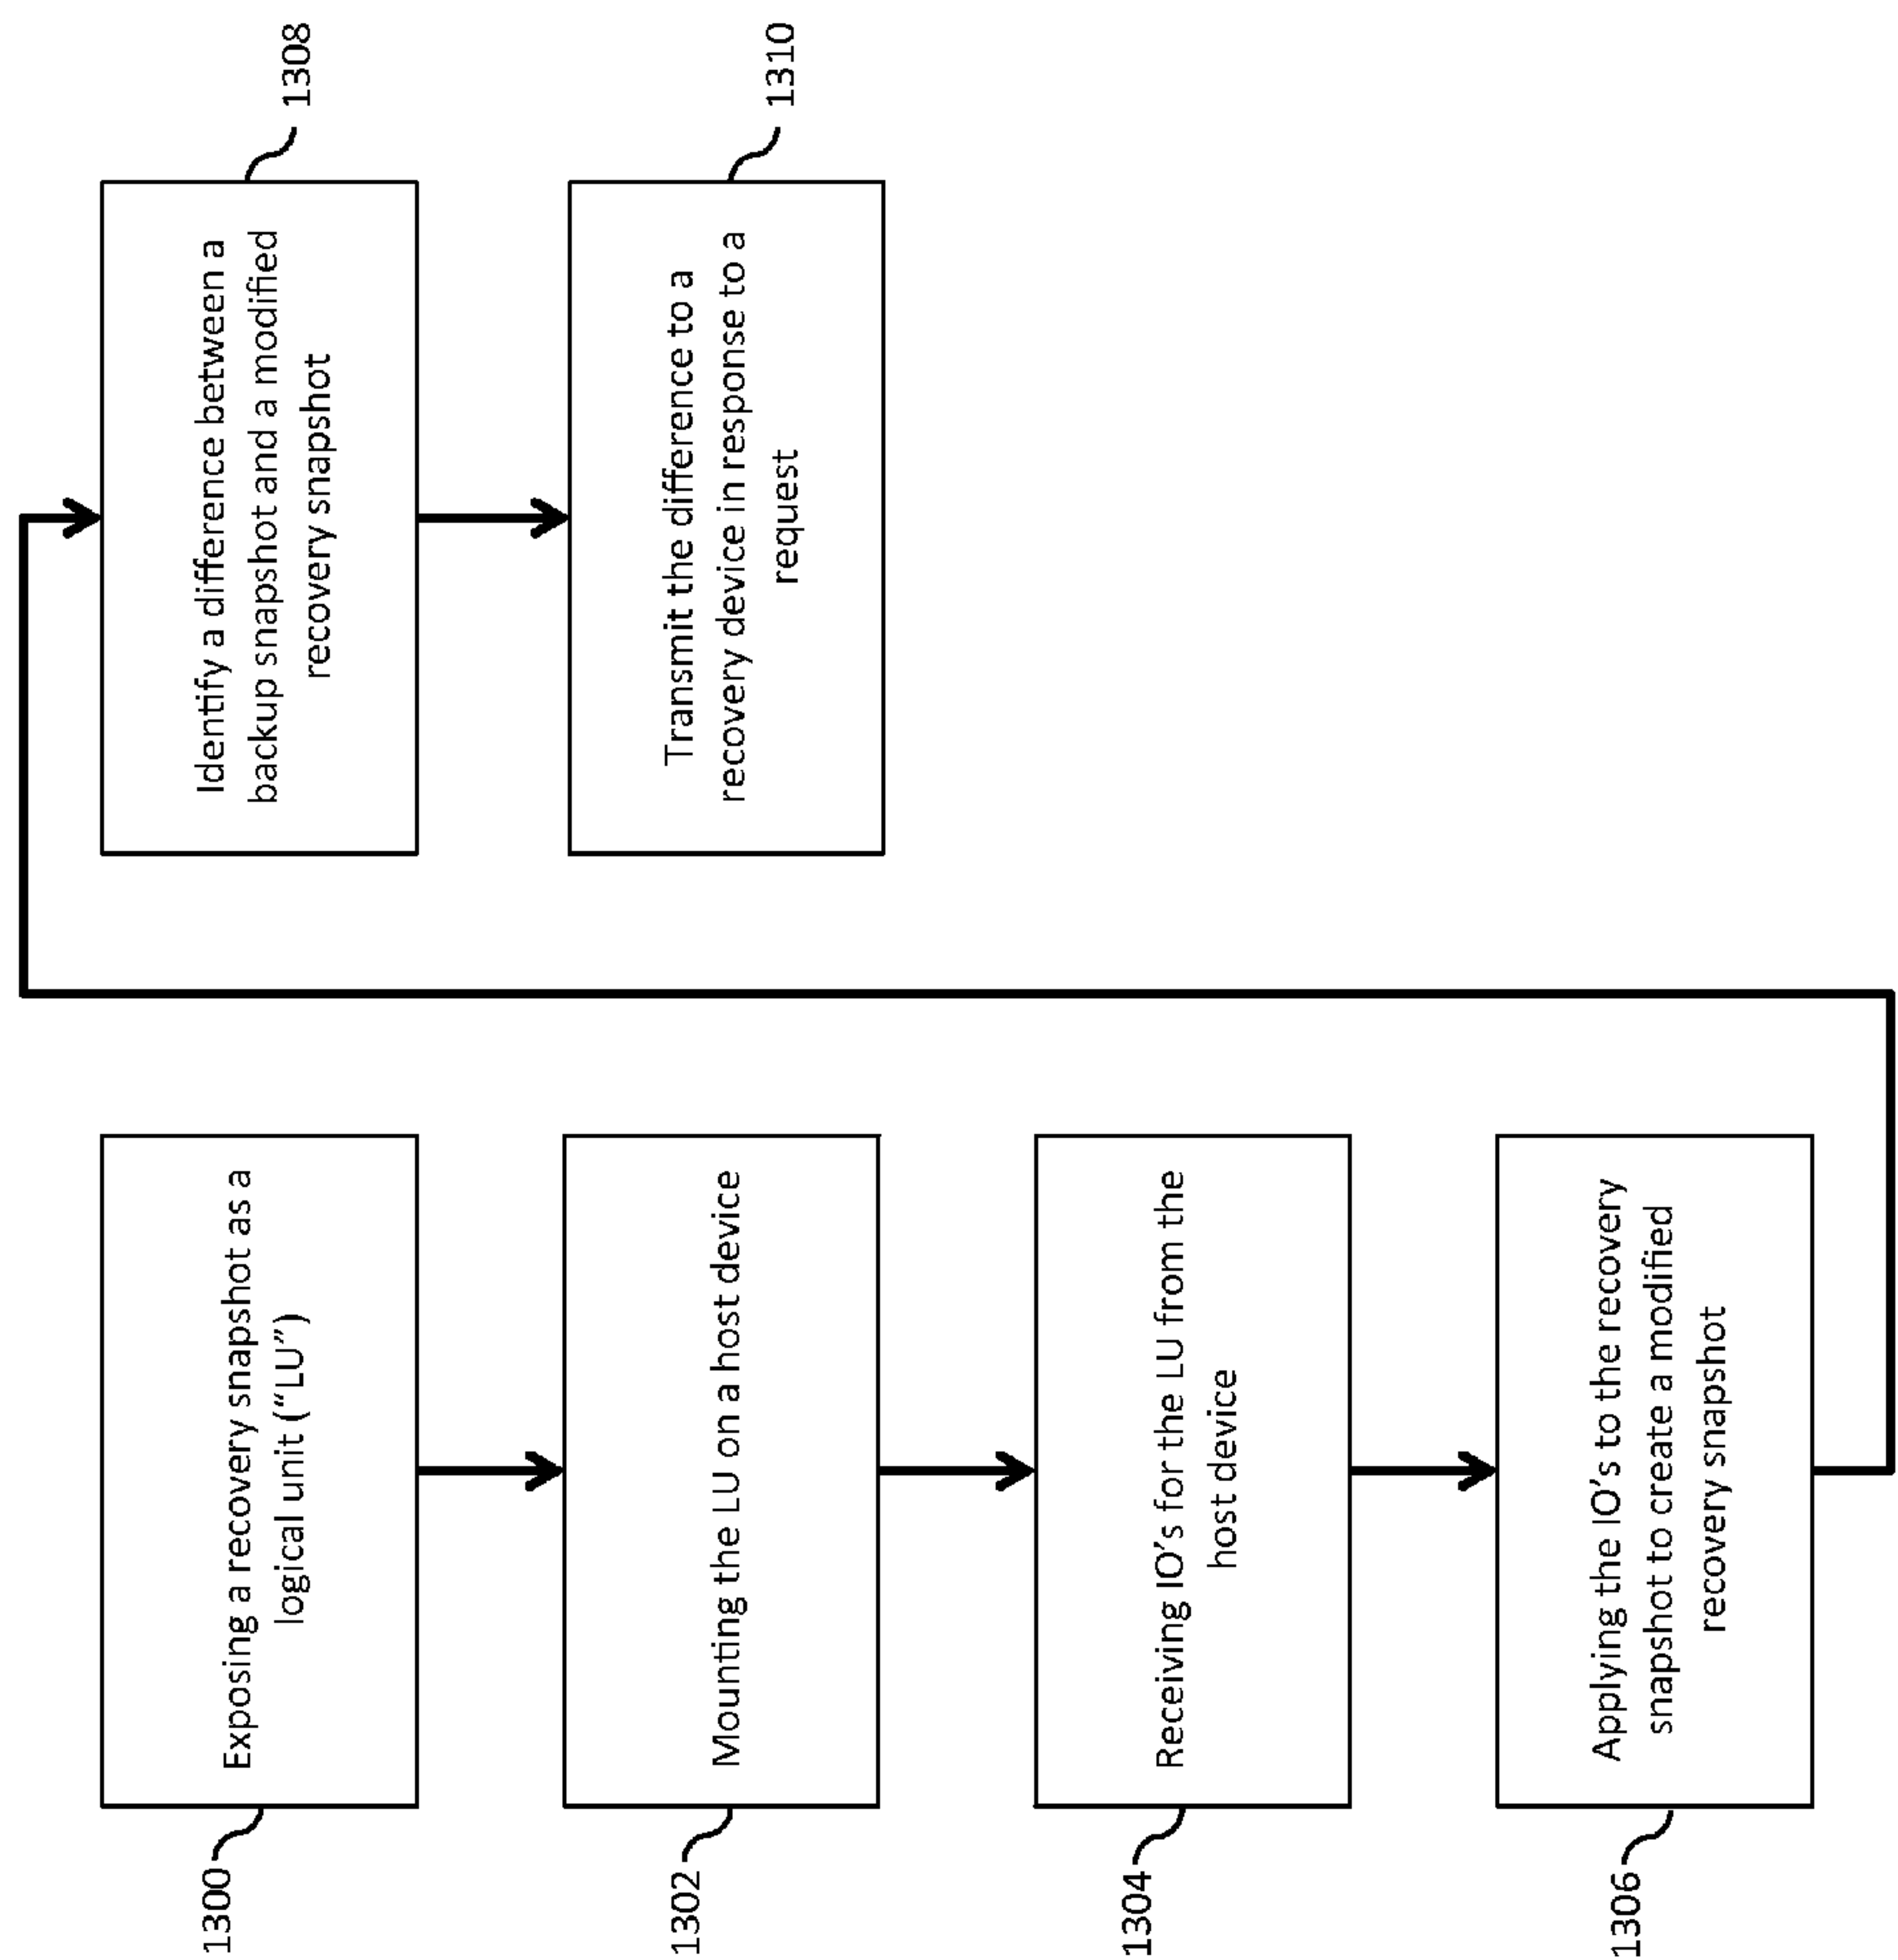 1300
Exposing a recovery snapshot as a
logical unit (“LU”)
1302
Mounting the LU on a host device
1304
Receiving IO’s for the LU from the
host device
1306
Applying the IO’s to the recovery
snapshot to create a modified
recovery snapshot
1308
Identify a difference between a
backup snapshot and a modified
recovery snapshot
1310
Transmit the difference to a
recovery device in response to a
request